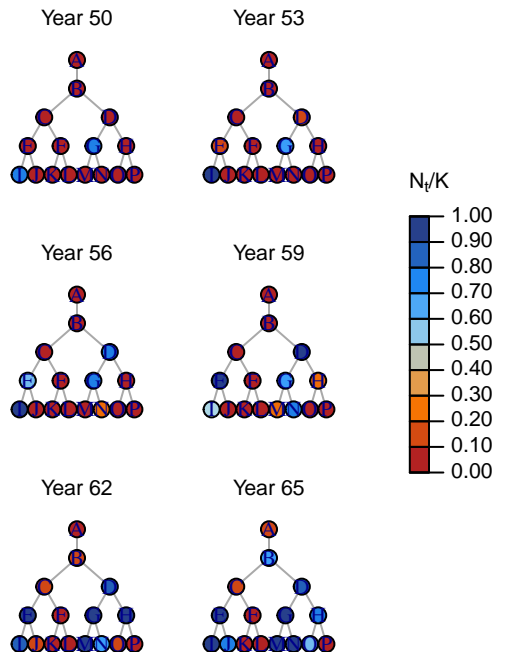 Year 50
A
B
C D
E F G H
I J K L M N O P
Year 53
A
B
C D
E F G H
I J K L M N O P
Nt/K
1.00
0.90
0.80
0.70
0.60
0.50
0.40
0.30
0.20
0.10
0.00
Year 56
A
B
C D
E F G H
I J K L M N O P
Year 59
A
B
C D
E F G H
I J K L M N O P
Year 62
A
B
C D
E F G H
I J K L M N O P
Year 65
A
B
C D
E F G H
I J K L M N O P